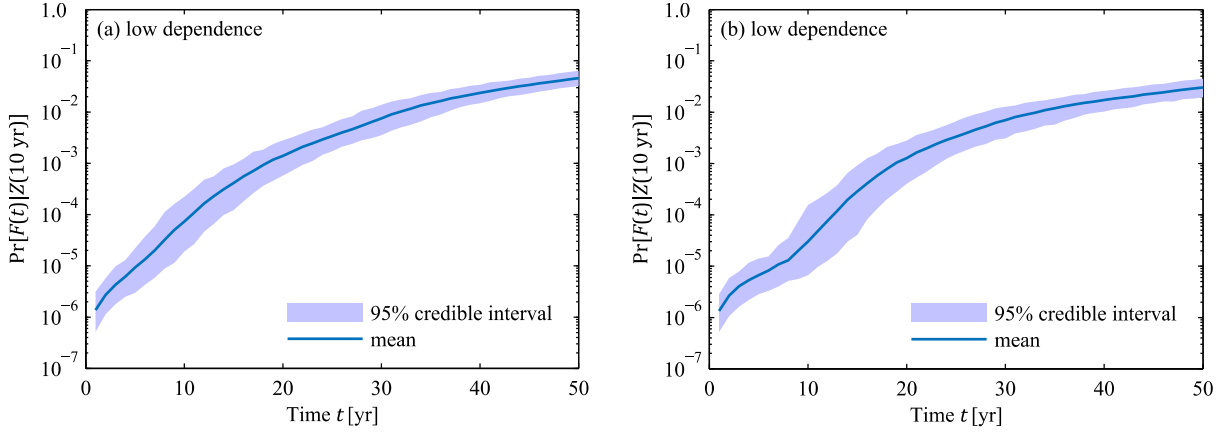 (a) low dependence
Pr[F(t)|Z(10 yr)]
1.0
10⁻¹
10⁻²
10⁻³
10⁻⁴
10⁻⁵
10⁻⁶
10⁻⁷
95% credible interval
mean
0 10 20 30 40 50
Time t [yr]
(b) low dependence
Pr[F(t)|Z(10 yr)]
1.0
10⁻¹
10⁻²
10⁻³
10⁻⁴
10⁻⁵
10⁻⁶
10⁻⁷
95% credible interval
mean
0 10 20 30 40 50
Time t [yr]